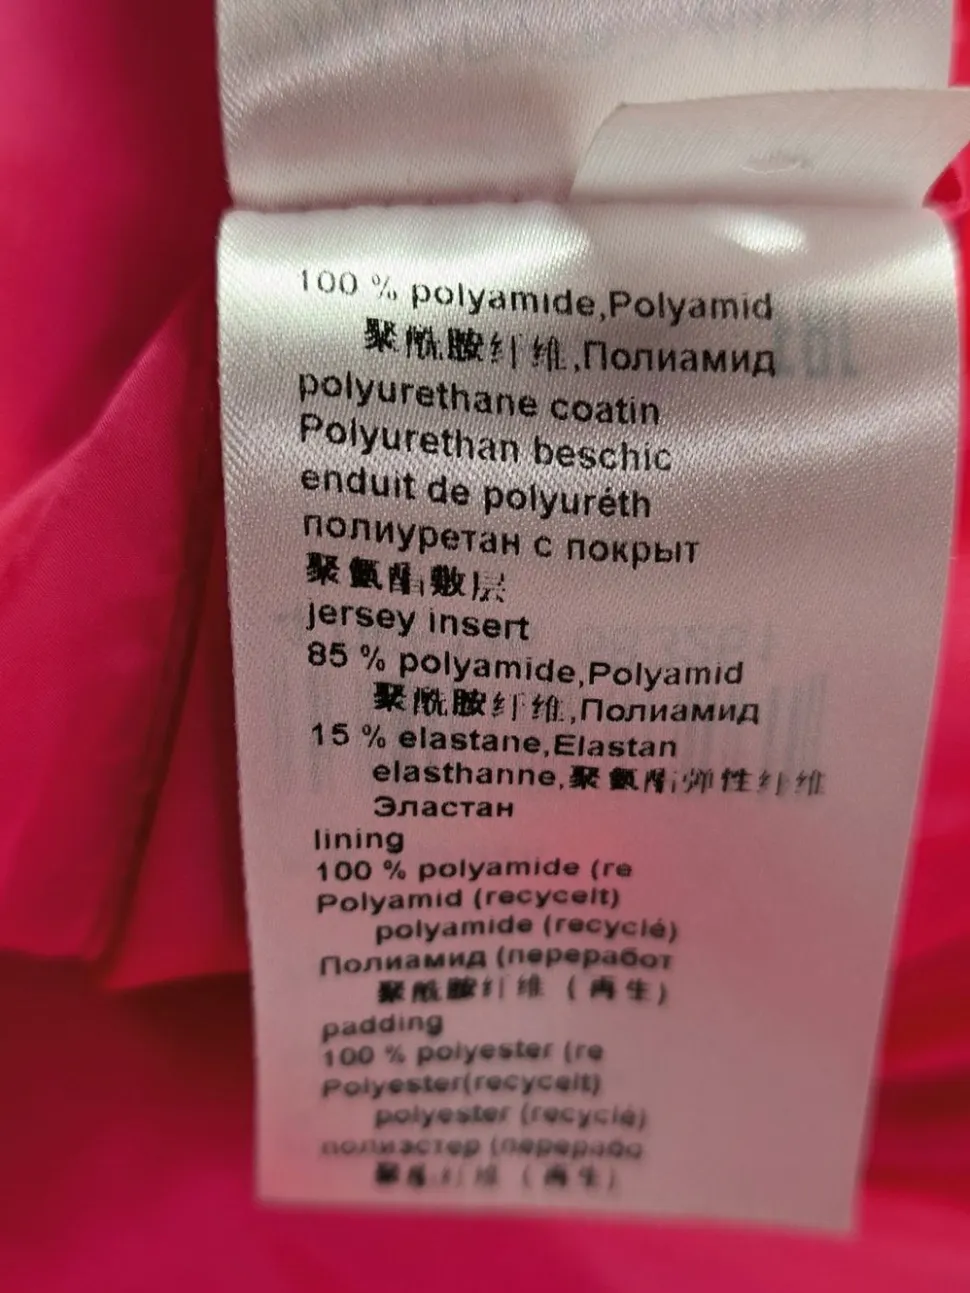 100 % polyamide,Polyamid
聚酰胺纤维,Полиамид
polyurethane coatin
Polyurethan beschic
enduit de polyuréth
полиуретан с покрыт
聚氨酯敷层
jersey insert
85 % polyamide,Polyamid
聚酰胺纤维,Полиамид
15 % elastane,Elastan
elasthanne,聚氨酯弹性纤维
Эластан
lining
100 % polyamide (re
Polyamid (recycelt)
polyamide (recyclé)
Полиамид (переработ
聚酰胺纤维 (再生)
padding
100 % polyester (re
Polyester(recycelt)
polyester (recyclé)
полиэстер (перерабо
聚酯纤维 (再生)